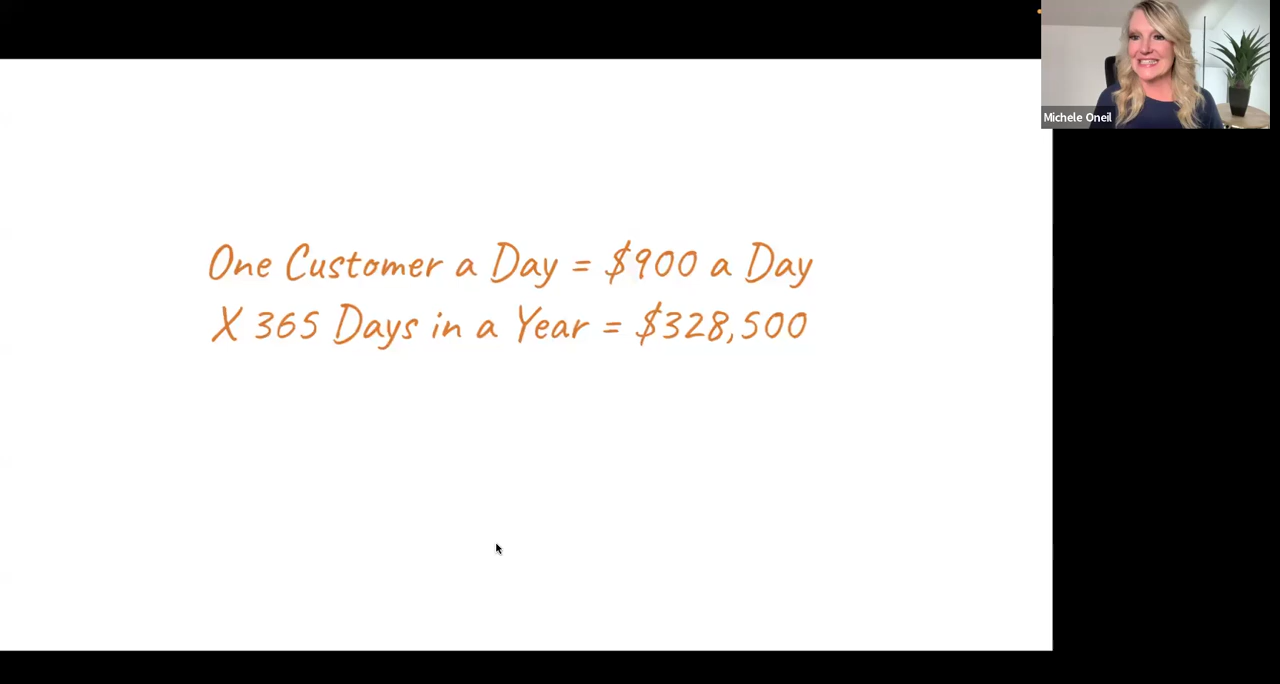 Michele Oneil
One Customer a Day = $900 a Day
X 365 Days in a Year = $328,500